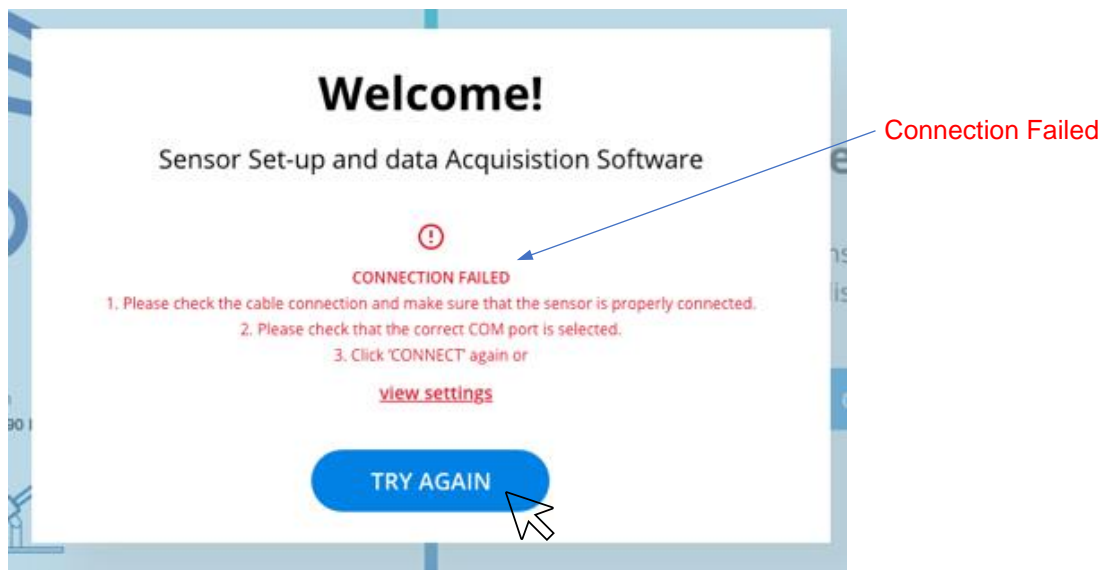 Welcome!
Sensor Set-up and data Acquisistion Software
Connection Failed
CONNECTION FAILED
1. Please check the cable connection and make sure that the sensor is properly connected.
2. Please check that the correct COM port is selected.
3. Click 'CONNECT' again or
view settings
TRY AGAIN